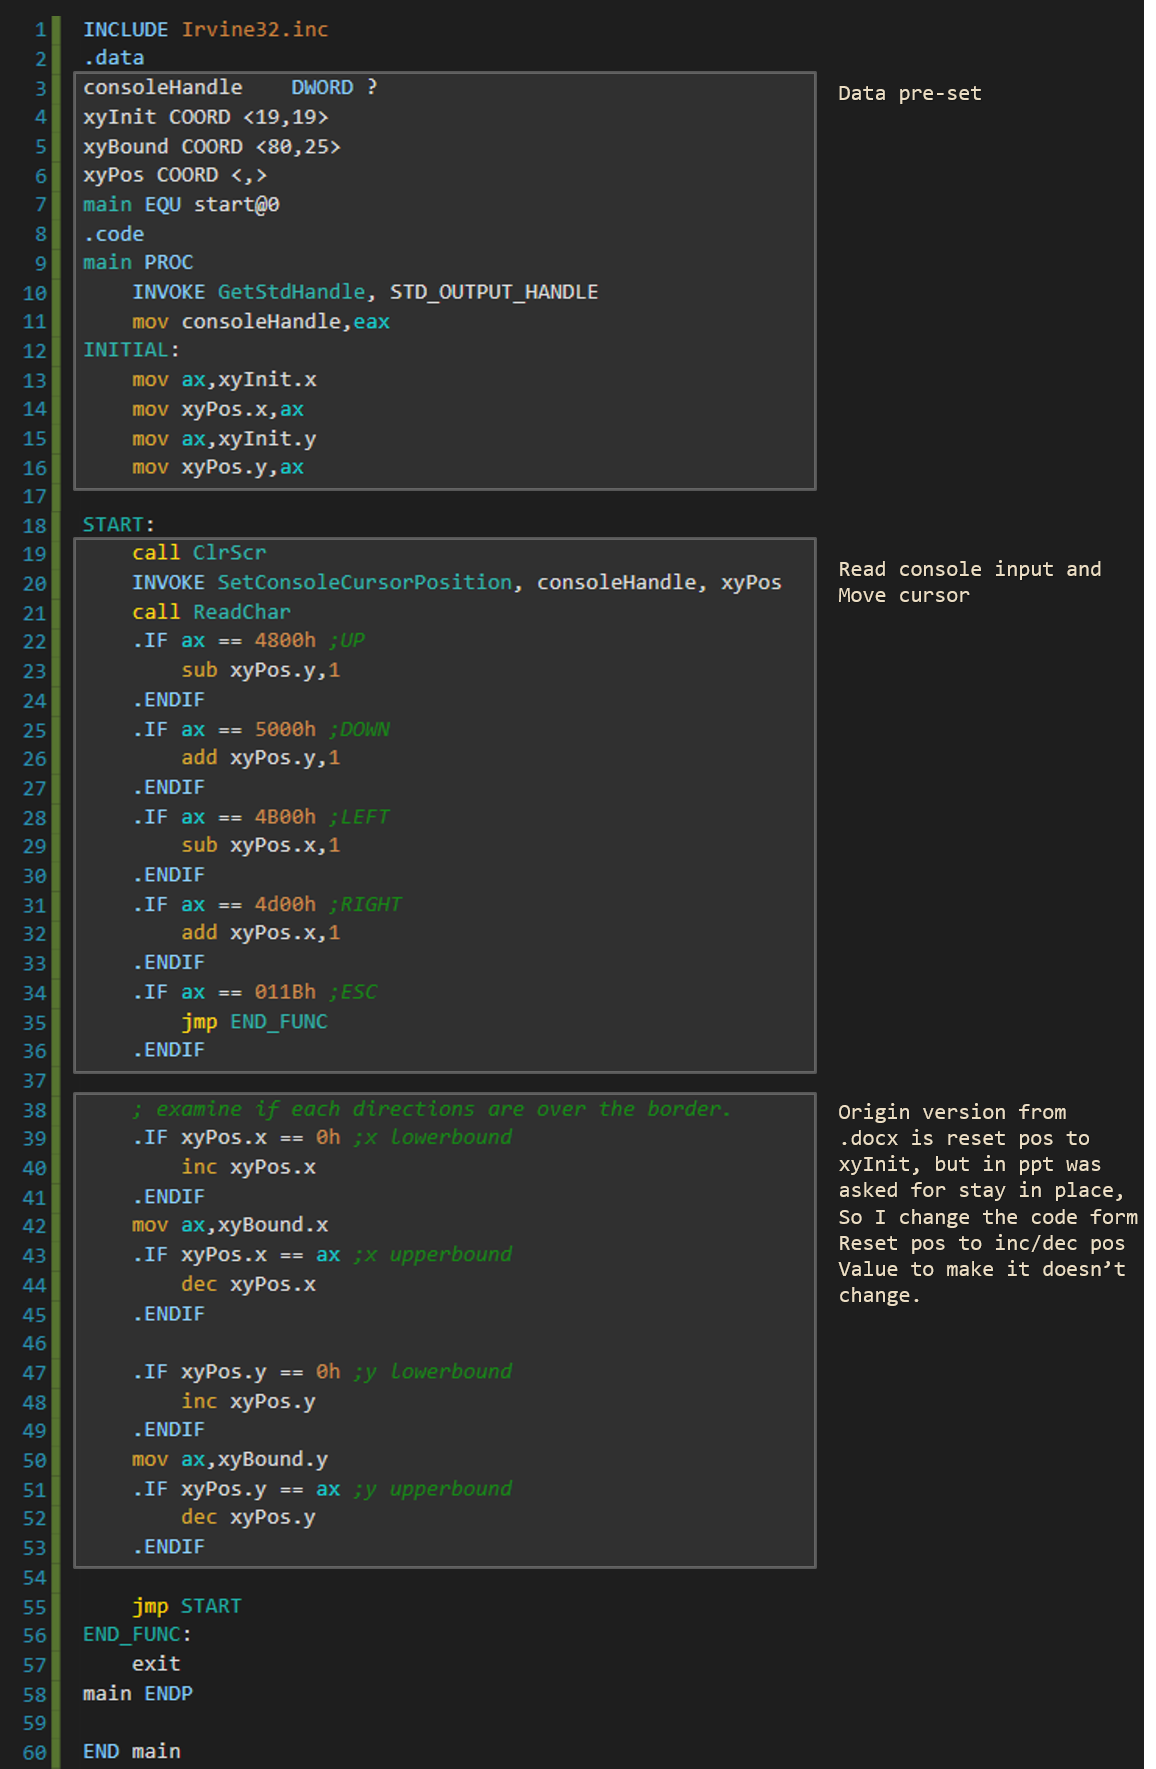 1 INCLUDE Irvine32.inc
2 .data
3 consoleHandle    DWORD ?
4 xyInit COORD <19,19>
5 xyBound COORD <80,25>
6 xyPos COORD <,>
7 main EQU start@0
8 .code
9 main PROC
10     INVOKE GetStdHandle, STD_OUTPUT_HANDLE
11     mov consoleHandle,eax
12 INITIAL:
13     mov ax,xyInit.x
14     mov xyPos.x,ax
15     mov ax,xyInit.y
16     mov xyPos.y,ax
17
Data pre-set
18 START:
19     call ClrScr
20     INVOKE SetConsoleCursorPosition, consoleHandle, xyPos
21     call ReadChar
22     .IF ax == 4800h ;UP
23         sub xyPos.y,1
24     .ENDIF
25     .IF ax == 5000h ;DOWN
26         add xyPos.y,1
27     .ENDIF
28     .IF ax == 4B00h ;LEFT
29         sub xyPos.x,1
30     .ENDIF
31     .IF ax == 4d00h ;RIGHT
32         add xyPos.x,1
33     .ENDIF
34     .IF ax == 011Bh ;ESC
35         jmp END_FUNC
36     .ENDIF
37
Read console input and
Move cursor
38     ; examine if each directions are over the border.
39     .IF xyPos.x == 0h ;x lowerbound
40         inc xyPos.x
41     .ENDIF
42     mov ax,xyBound.x
43     .IF xyPos.x == ax ;x upperbound
44         dec xyPos.x
45     .ENDIF
46
47     .IF xyPos.y == 0h ;y lowerbound
48         inc xyPos.y
49     .ENDIF
50     mov ax,xyBound.y
51     .IF xyPos.y == ax ;y upperbound
52         dec xyPos.y
53     .ENDIF
54
Origin version from
.docx is reset pos to
xyInit, but in ppt was
asked for stay in place,
So I change the code form
Reset pos to inc/dec pos
Value to make it doesn’t
change.
55     jmp START
56 END_FUNC:
57     exit
58 main ENDP
59
60 END main